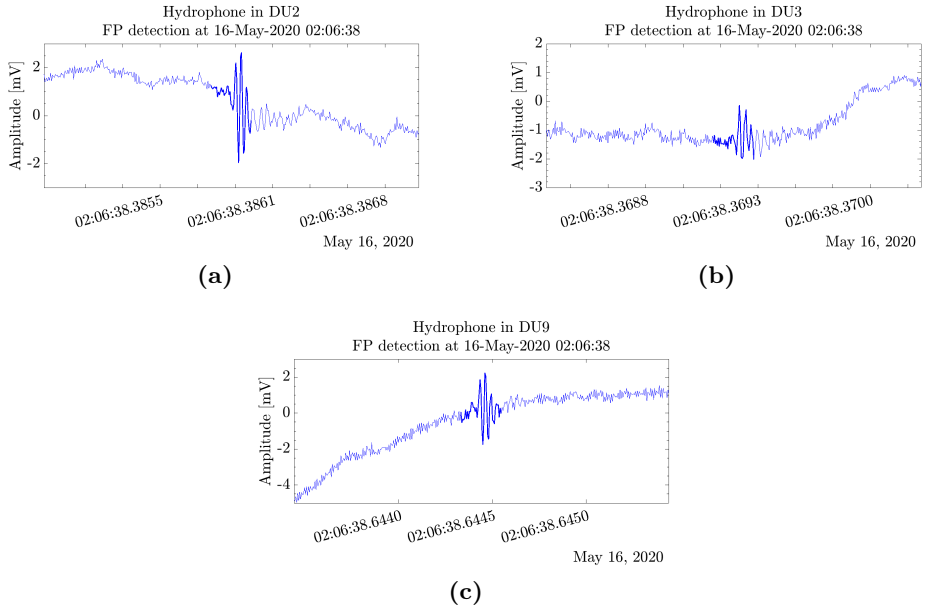 Hydrophone in DU2
FP detection at 16-May-2020 02:06:38
Amplitude [mV]
2
0
-2
02:06:38.3855
02:06:38.3861
02:06:38.3868
May 16, 2020
(a)
Hydrophone in DU3
FP detection at 16-May-2020 02:06:38
Amplitude [mV]
2
1
0
-1
-2
-3
02:06:38.3688
02:06:38.3693
02:06:38.3700
May 16, 2020
(b)
Hydrophone in DU9
FP detection at 16-May-2020 02:06:38
Amplitude [mV]
2
0
-2
-4
02:06:38.6440
02:06:38.6445
02:06:38.6450
May 16, 2020
(c)